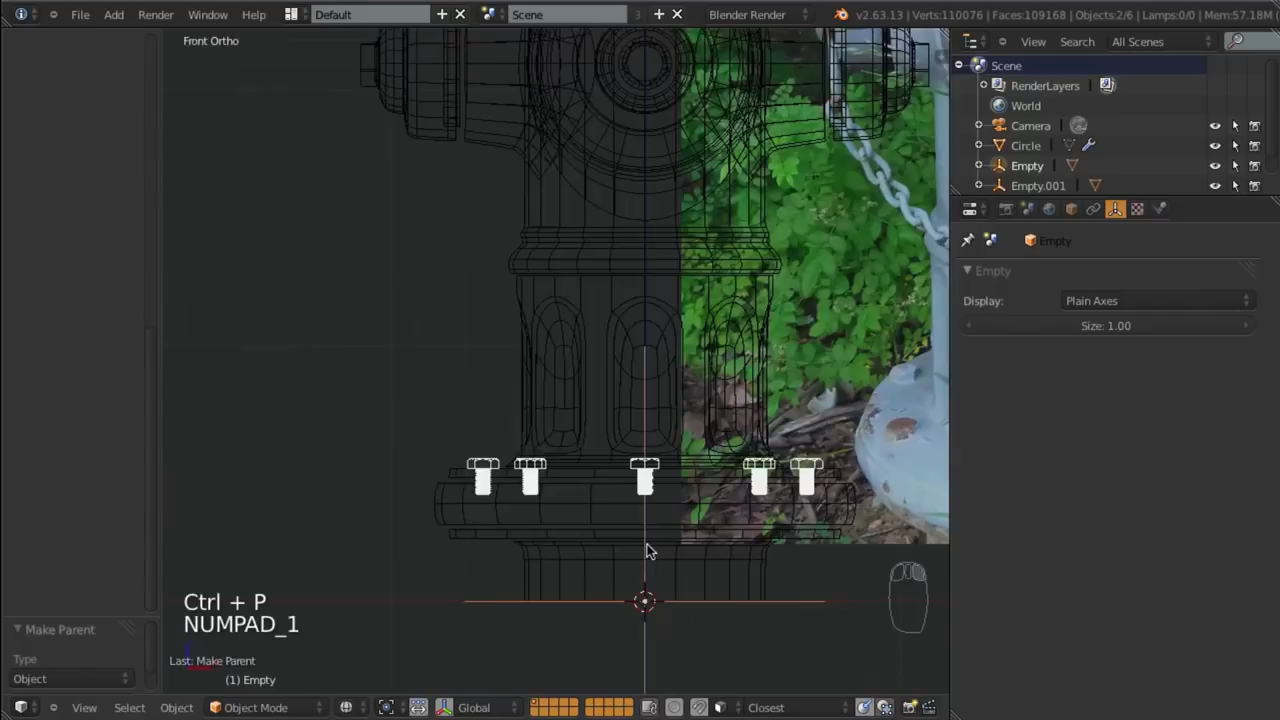 File Add Render Window Help Default Scene 3 Blender Render v2.63.13 | Verts:110076 | Faces:109168 | Objects:2/6 | Lamps:0/0 | Mem:57.18M
Front Ortho
View Search All Scenes
Scene
RenderLayers
World
Camera
Circle
Empty
Empty.001
Empty
Empty
Display: Plain Axes
Size: 1.00
Ctrl + P
NUMPAD_1
Make Parent
Type
Object
Last: Make Parent
(1) Empty
View Select Object Object Mode Global Closest